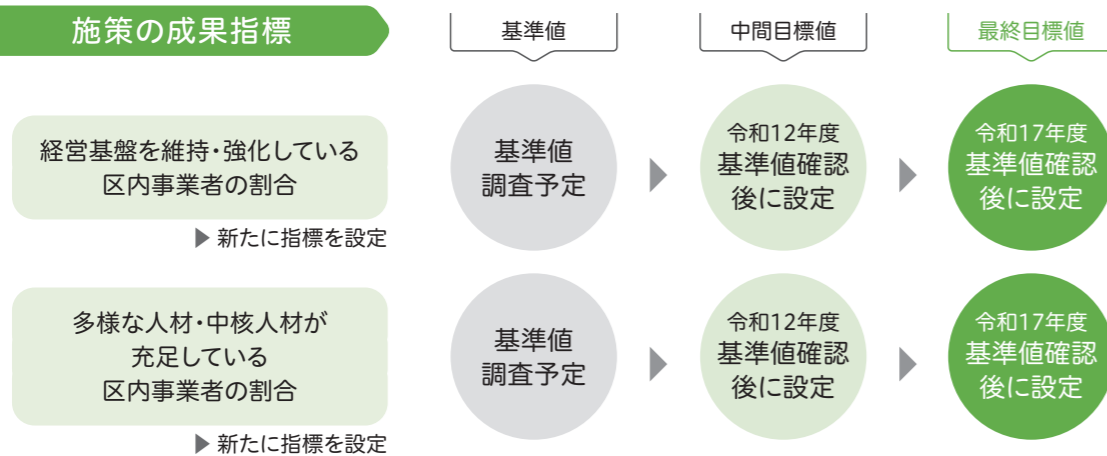 施策の成果指標
基準値
中間目標値
最終目標値
経営基盤を維持・強化している
区内事業者の割合
▶新たに指標を設定
基準値
調査予定
令和12年度
基準値確認
後に設定
令和17年度
基準値確認
後に設定
多様な人材・中核人材が
充足している
区内事業者の割合
▶新たに指標を設定
基準値
調査予定
令和12年度
基準値確認
後に設定
令和17年度
基準値確認
後に設定